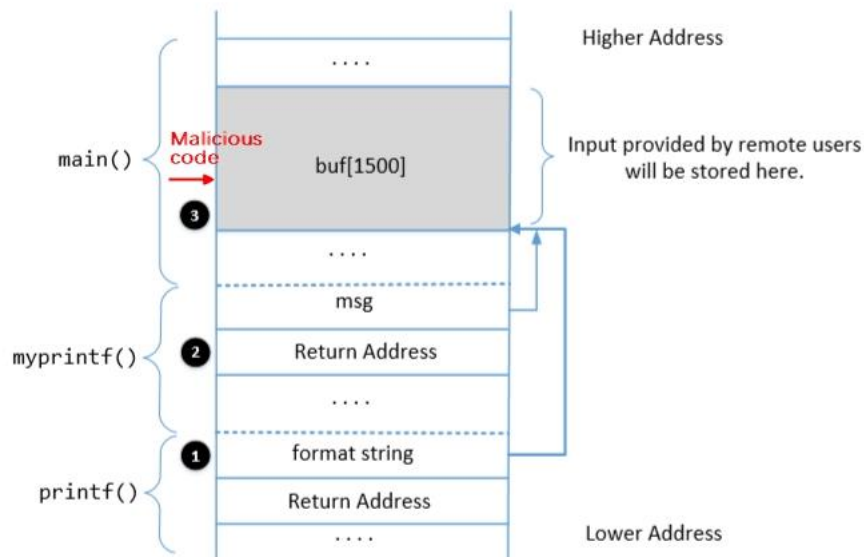 Higher Address
....
Malicious
code
main()
buf[1500]
Input provided by remote users
will be stored here.
3
....
msg
myprintf()
2
Return Address
....
1
format string
printf()
Return Address
....
Lower Address